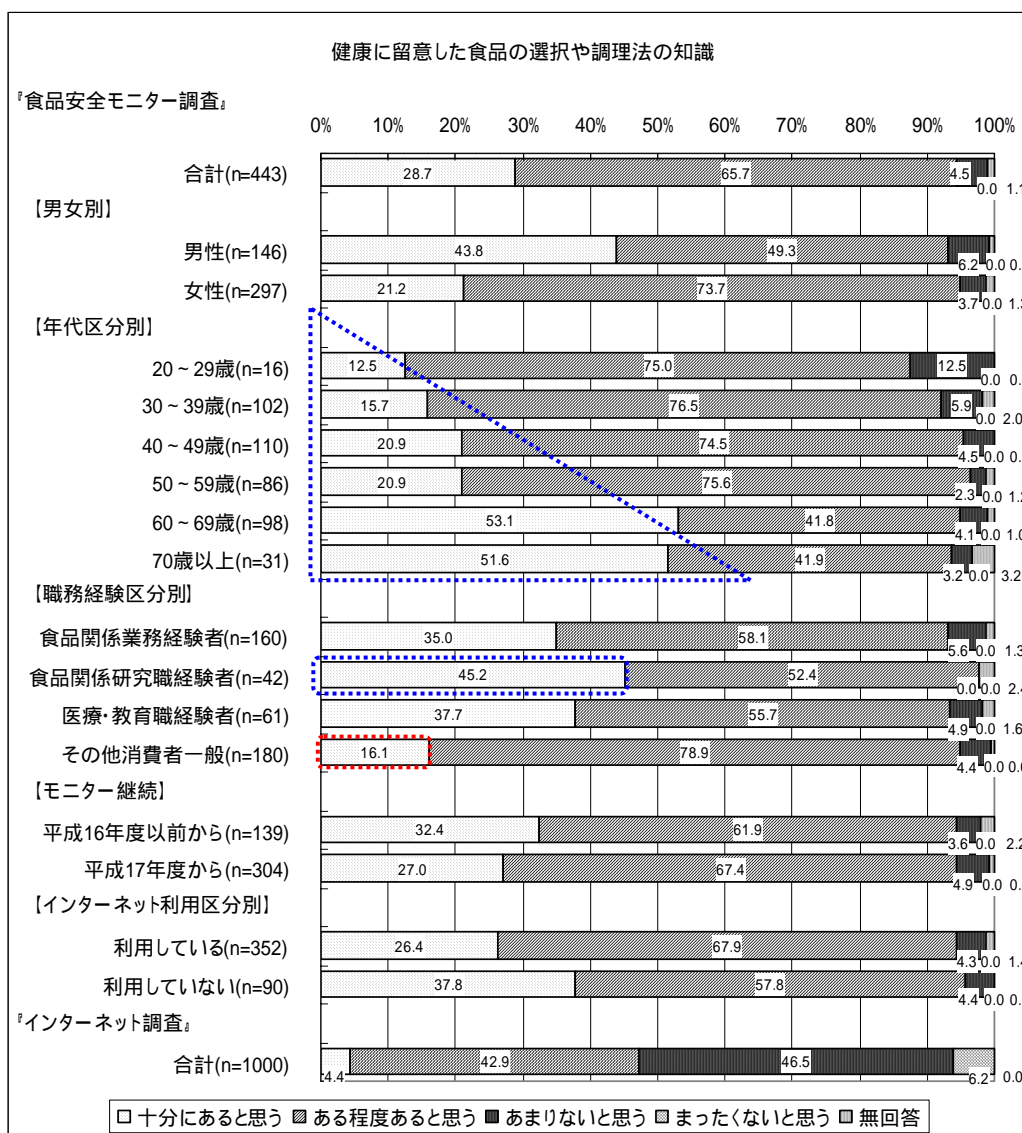 健康に留意した食品の選択や調理法の知識
『食品安全モニター調査』
0% 10% 20% 30% 40% 50% 60% 70% 80% 90% 100%
合計(n=443) 28.7 65.7 4.5 0.0 1.1
【男女別】
男性(n=146) 43.8 49.3 6.2 0.0
女性(n=297) 21.2 73.7 3.7 0.0
【年代区分別】
20~29歳(n=16) 12.5 75.0 12.5 0.0
30~39歳(n=102) 15.7 76.5 5.9 0.0 2.0
40~49歳(n=110) 20.9 74.5 4.5 0.0
50~59歳(n=86) 20.9 75.6 2.3 0.0
60~69歳(n=98) 53.1 41.8 4.1 0.0 1.0
70歳以上(n=31) 51.6 41.9 3.2 0.0 3.2
【職務経験区分別】
食品関係業務経験者(n=160) 35.0 58.1 5.6 0.0 1.3
食品関係研究職経験者(n=42) 45.2 52.4 0.0 0.0 2.4
医療・教育職経験者(n=61) 37.7 55.7 4.9 0.0 1.6
その他消費者一般(n=180) 16.1 78.9 4.4 0.0
【モニター継続】
平成16年度以前から(n=139) 32.4 61.9 3.6 0.0 2.2
平成17年度から(n=304) 27.0 67.4 4.9 0.0
【インターネット利用区分別】
利用している(n=352) 26.4 67.9 4.3 0.0 1.4
利用していない(n=90) 37.8 57.8 4.4 0.0
『インターネット調査』
合計(n=1000) 4.4 42.9 46.5 6.2 0.0
十分にあると思う ある程度あると思う あまりないと思う まったくないと思う 無回答